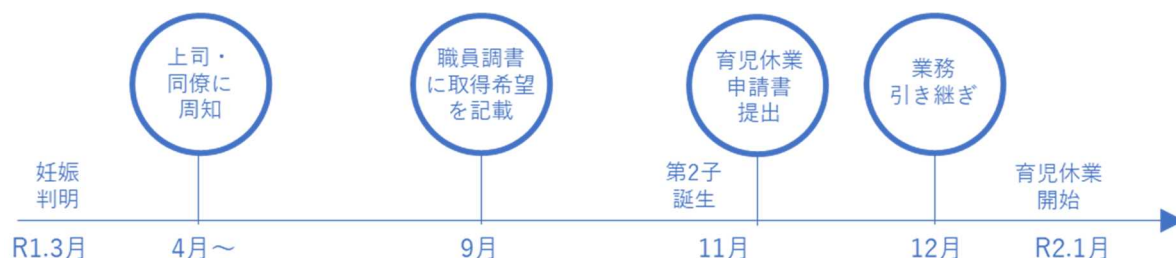 上司・
同僚に
周知
職員調書
に取得希望
を記載
育児休業
申請書
提出
業務
引き継ぎ
妊娠
判明
第2子
誕生
育児休業
開始
R1.3月
4月～
9月
11月
12月
R2.1月